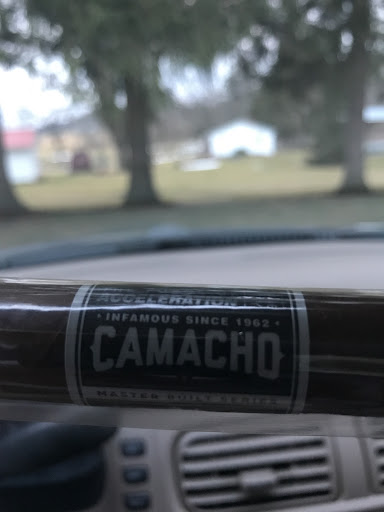 ACCELERATION
• INFAMOUS SINCE 1962 •
CAMACHO
MASTER BUILT SERIES